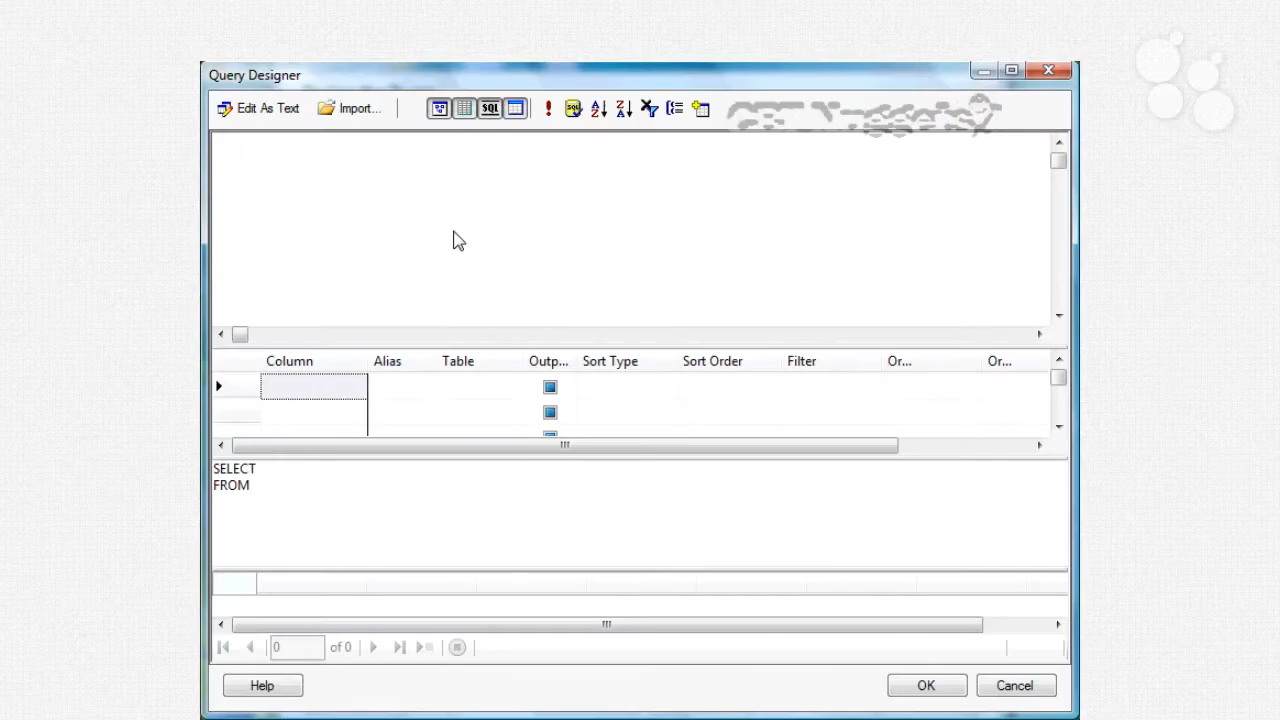 Query Designer
Edit As Text Import... SQL
Column Alias Table Outp... Sort Type Sort Order Filter Or... Or...
SELECT
FROM
0 of 0
Help OK Cancel